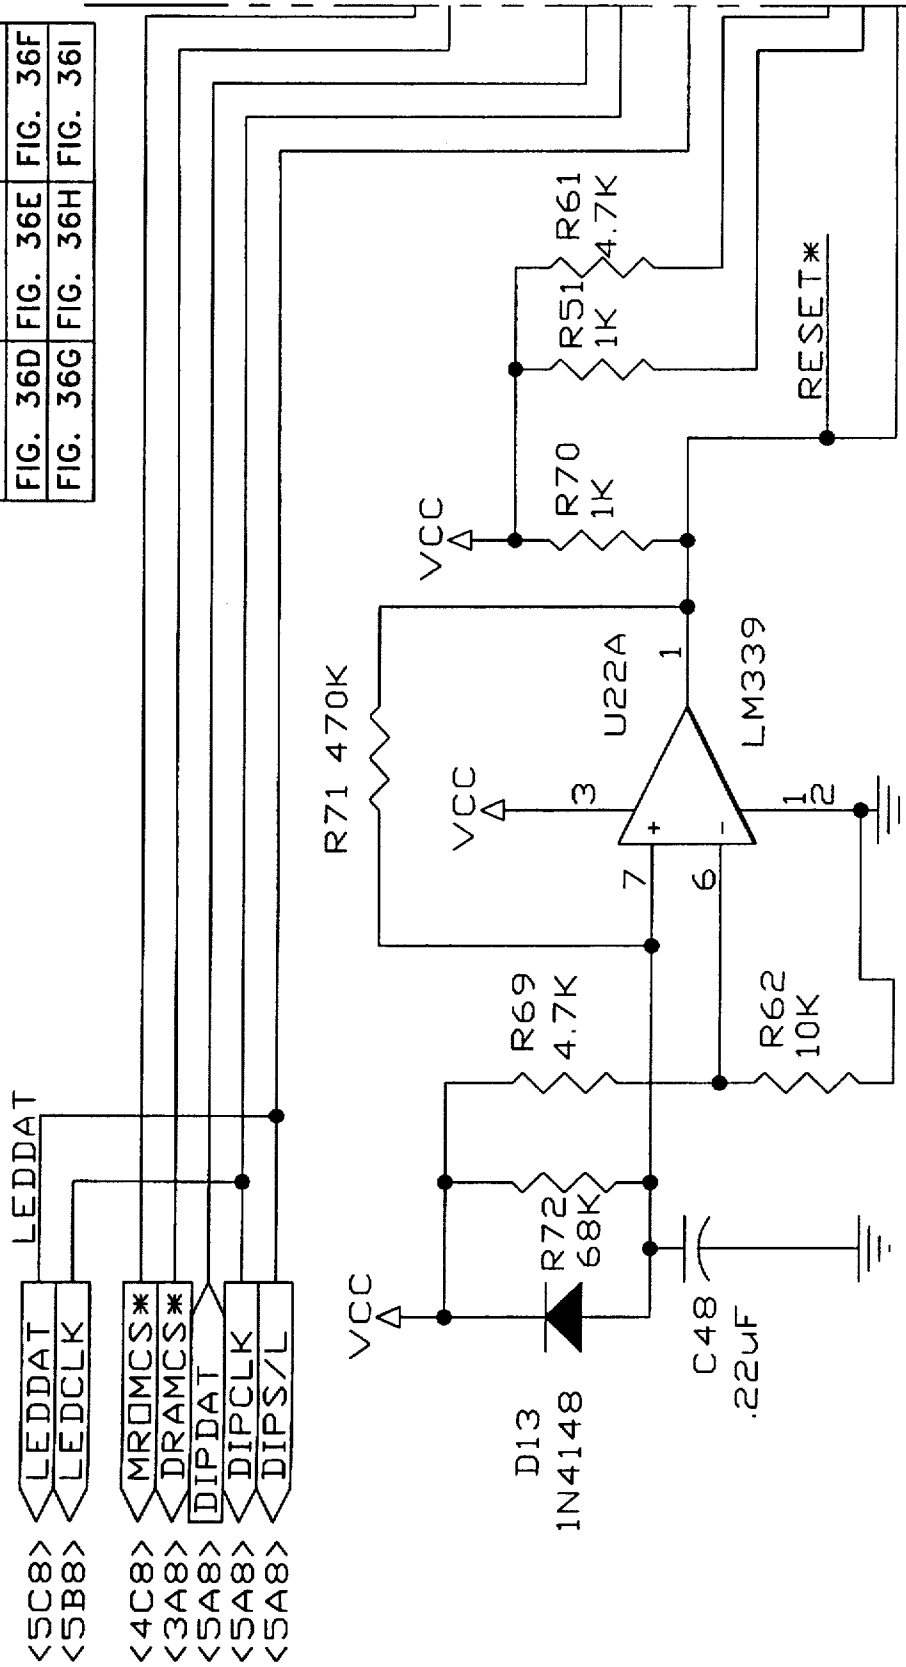 FIG. 36D FIG. 36E FIG. 36F
FIG. 36G FIG. 36H FIG. 36I
LEDDAT
<5C8> LEDDAT
<5B8> LEDCLK
<4C8> MROMCS*
<3A8> DRAMCS*
<5A8> DIPDAT
<5A8> DIPCLK
<5A8> DIPS/L
R71 470K
VCC
VCC
VCC
D13
1N4148
R72
68K
C48
.22uF
R69
4.7K
R62
10K
7
6
+
-
3
12
U22A
1
LM339
R70
1K
R51
1K
R61
4.7K
RESET*